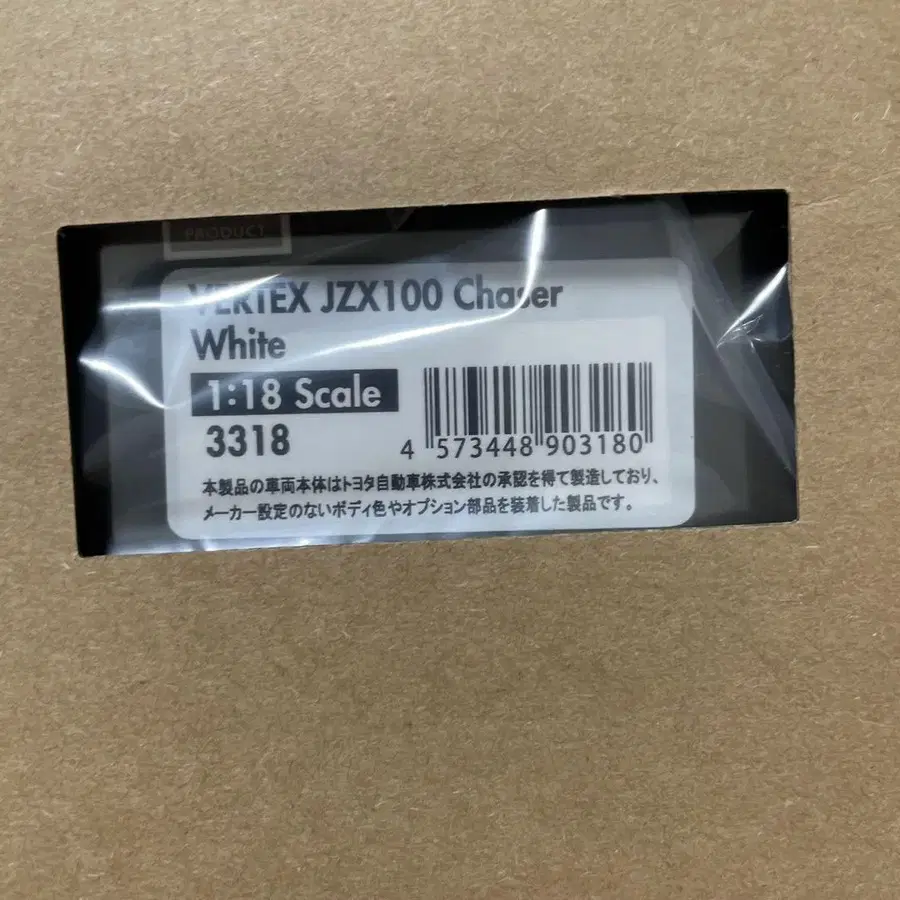 PRODUCT
VERTEX JZX100 Chaser
White
1:18 Scale
3318
4 573448 903180
本製品の車両本体はトヨタ自動車株式会社の承認を得て製造しており、
メーカー設定のないボディ色やオプション部品を装着した製品です。